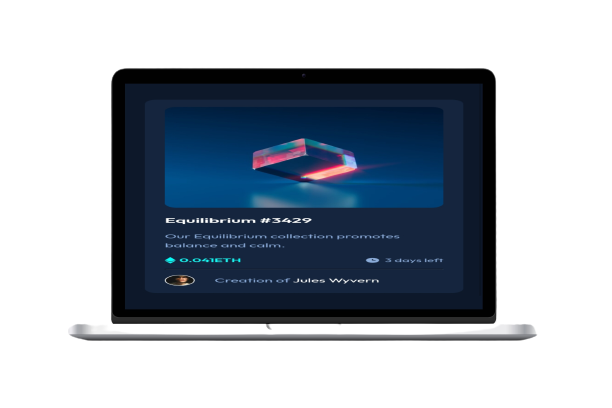 Equilibrium #3429
Our Equilibrium collection promotes
balance and calm.
0.041ETH
3 days left
Creation of Jules Wyvern